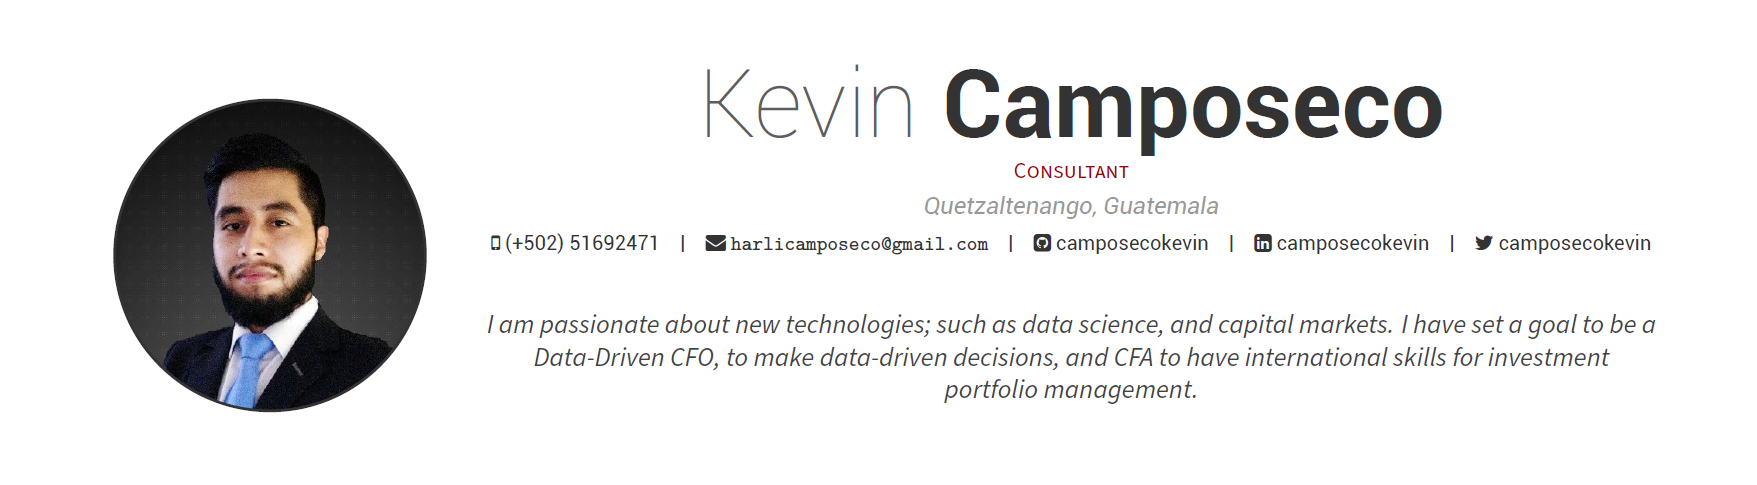 Kevin Camposeco
Consultant
Quetzaltenango, Guatemala
(+502) 51692471 | harlicamposeco@gmail.com | camposecokevin | camposecokevin | camposecokevin
I am passionate about new technologies; such as data science, and capital markets. I have set a goal to be a
Data-Driven CFO, to make data-driven decisions, and CFA to have international skills for investment
portfolio management.